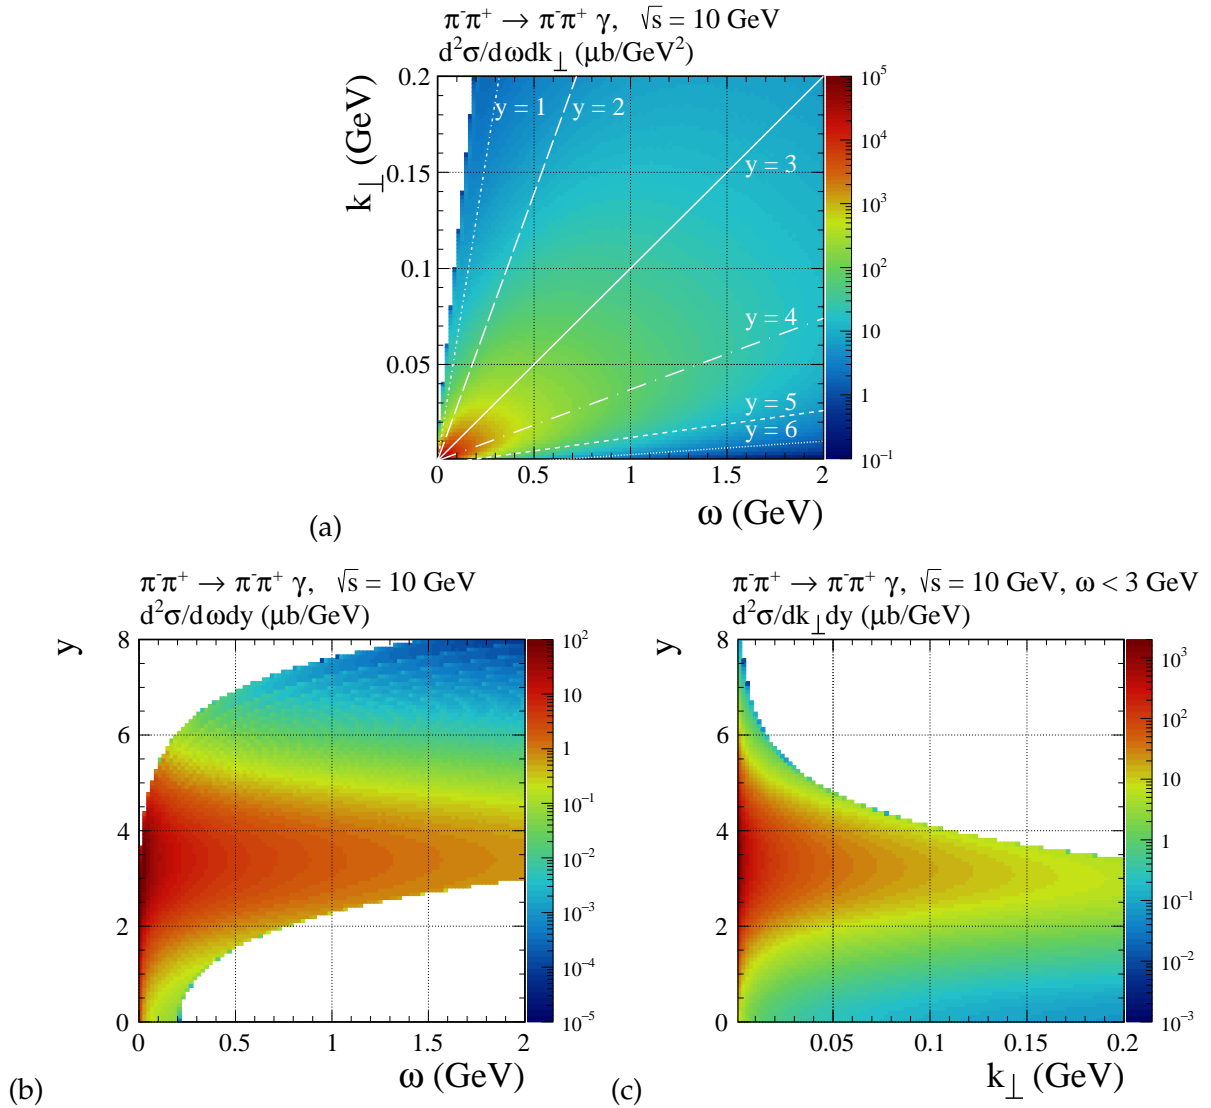 π⁻π⁺ → π⁻π⁺ γ, √s = 10 GeV
d²σ/dωdk⊥ (μb/GeV²)
k⊥ (GeV)
0.2
0.15
0.1
0.05
0
y = 1
y = 2
y = 3
y = 4
y = 5
y = 6
10⁵
10⁴
10³
10²
10
1
10⁻¹
0 0.5 1 1.5 2
ω (GeV)
(a)
π⁻π⁺ → π⁻π⁺ γ, √s = 10 GeV
d²σ/dωdy (μb/GeV)
y
8
6
4
2
0
10²
10
1
10⁻¹
10⁻²
10⁻³
10⁻⁴
10⁻⁵
0 0.5 1 1.5 2
ω (GeV)
(b)
π⁻π⁺ → π⁻π⁺ γ, √s = 10 GeV, ω < 3 GeV
d²σ/dk⊥dy (μb/GeV)
y
8
6
4
2
0
10³
10²
10
1
10⁻¹
10⁻²
10⁻³
0.05 0.1 0.15 0.2
k⊥ (GeV)
(c)